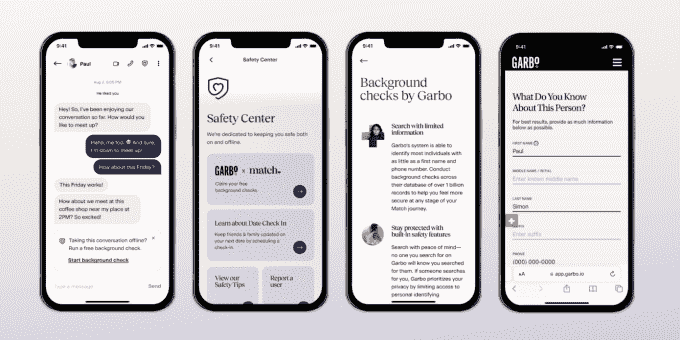 9:41
Paul
Aug 2, 8:05 PM
He liked you
Hey! So, I've been enjoying our
conversation so far. How would you
like to meet up?
Haha, me too. And sure,
I'm down to meet up!
How about this Friday?
This Friday works!
How about we meet at this
coffee shop near my place at
2PM? So excited!
Taking this conversation offline?
Run a free background check.
Start background check
Type a message
Send
9:41
Safety Center
Safety Center
We're dedicated to keeping you safe both
on and offline.
GARBO × match.
Claim your free
background checks.
Learn about Date Check In
Keep friends & family updated on
your next date by scheduling a
check-in.
View our
Safety Tips
Report a
user
9:41
Background
checks by Garbo
Search with limited
information
Garbo's system is able to
identify most individuals with
as little as a first name and
phone number. Conduct
background checks across
their database of over 1 billion
records to help you feel more
secure at any stage of your
Match journey.
Stay protected with
built-in safety features
Search with peace of mind—
no one you search for on
Garbo will know you searched
for them. If someone searches
for you, Garbo prioritizes your
privacy by limiting access to
personal identifying
9:41
GARBO
What Do You Know
About This Person?
For best results, provide as much information
below as possible.
FIRST NAME
Paul
MIDDLE NAME / INITIAL
Enter known middle name
LAST NAME
Simon
Enter suffix
PHONE
(000) 000-0000
AA
app.garbo.io